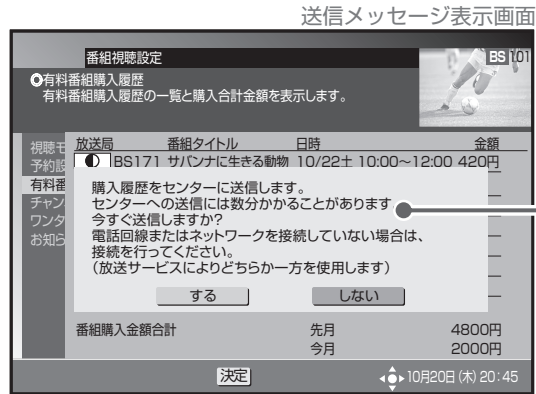 送信メッセージ表示画面
番組視聴設定
BS 101
有料番組購入履歴
有料番組購入履歴の一覧と購入合計金額を表示します。
放送局 番組タイトル 日時 金額
BS171 サバンナに生きる動物 10/22土 10:00～12:00 420円
視聴モ
予約設
有料番
チャン
ワンタ
お知ら
購入履歴をセンターに送信します。
センターへの送信には数分かかることがあります
今すぐ送信しますか?
電話回線またはネットワークを接続していない場合は、
接続を行ってください。
(放送サービスによりどちらか一方を使用します)
する しない
番組購入金額合計 先月 4800円
今月 2000円
決定 10月20日(木) 20:45